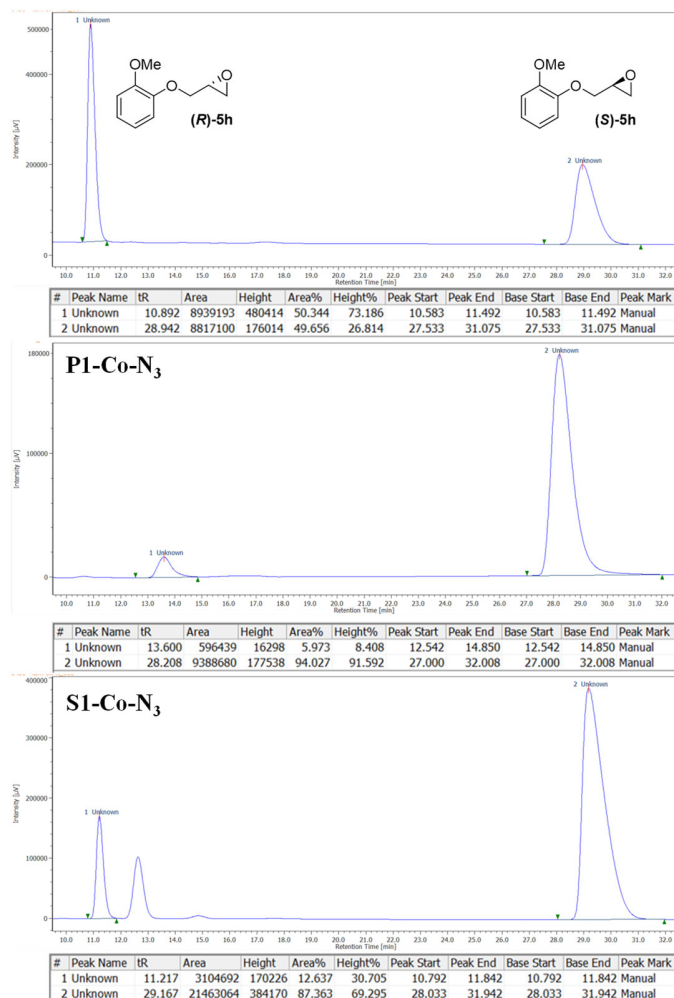 500000
400000
200000
0
Intensity [µV]
1 Unknown
OMe
O
O
(R)-5h
OMe
O
O
(S)-5h
2 Unknown
10.0 11.0 12.0 13.0 14.0 15.0 16.0 17.0 18.0 19.0 20.0 21.0 22.0 23.0 24.0 25.0 26.0 27.0 28.0 29.0 30.0 31.0 32.0
Retention Time [min]
# Peak Name tR Area Height Area% Height% Peak Start Peak End Base Start Base End Peak Mark
1 Unknown 10.892 8939193 480414 50.344 73.186 10.583 11.492 10.583 11.492 Manual
2 Unknown 28.942 8817100 176014 49.656 26.814 27.533 31.075 27.533 31.075 Manual
180000
100000
0
Intensity [µV]
P1-Co-N3
1 Unknown
2 Unknown
10.0 11.0 12.0 13.0 14.0 15.0 16.0 17.0 18.0 19.0 20.0 21.0 22.0 23.0 24.0 25.0 26.0 27.0 28.0 29.0 30.0 31.0 32.0
Retention Time [min]
# Peak Name tR Area Height Area% Height% Peak Start Peak End Base Start Base End Peak Mark
1 Unknown 13.600 596439 16298 5.973 8.408 12.542 14.850 12.542 14.850 Manual
2 Unknown 28.208 9388680 177538 94.027 91.592 27.000 32.008 27.000 32.008 Manual
400000
300000
200000
100000
0
Intensity [µV]
S1-Co-N3
1 Unknown
2 Unknown
10.0 11.0 12.0 13.0 14.0 15.0 16.0 17.0 18.0 19.0 20.0 21.0 22.0 23.0 24.0 25.0 26.0 27.0 28.0 29.0 30.0 31.0 32.0
Retention Time [min]
# Peak Name tR Area Height Area% Height% Peak Start Peak End Base Start Base End Peak Mark
1 Unknown 11.217 3104692 170226 12.637 30.705 10.792 11.842 10.792 11.842 Manual
2 Unknown 29.167 21463064 384170 87.363 69.295 28.033 31.942 28.033 31.942 Manual